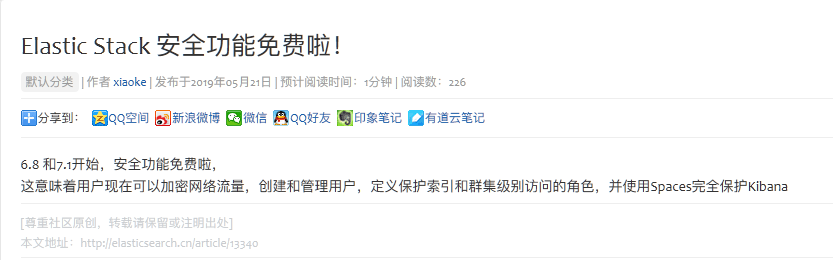 Elastic Stack 安全功能免费啦！
默认分类 | 作者 xiaoke | 发布于2019年05月21日 | 预计阅读时间：1分钟 | 阅读数：226
分享到： QQ空间 新浪微博 微信 QQ好友 印象笔记 有道云笔记
6.8 和7.1开始，安全功能免费啦，
这意味着用户现在可以加密网络流量，创建和管理用户，定义保护索引和群集级别访问的角色，并使用Spaces完全保护Kibana
[尊重社区原创，转载请保留或注明出处]
本文地址：http://elasticsearch.cn/article/13340